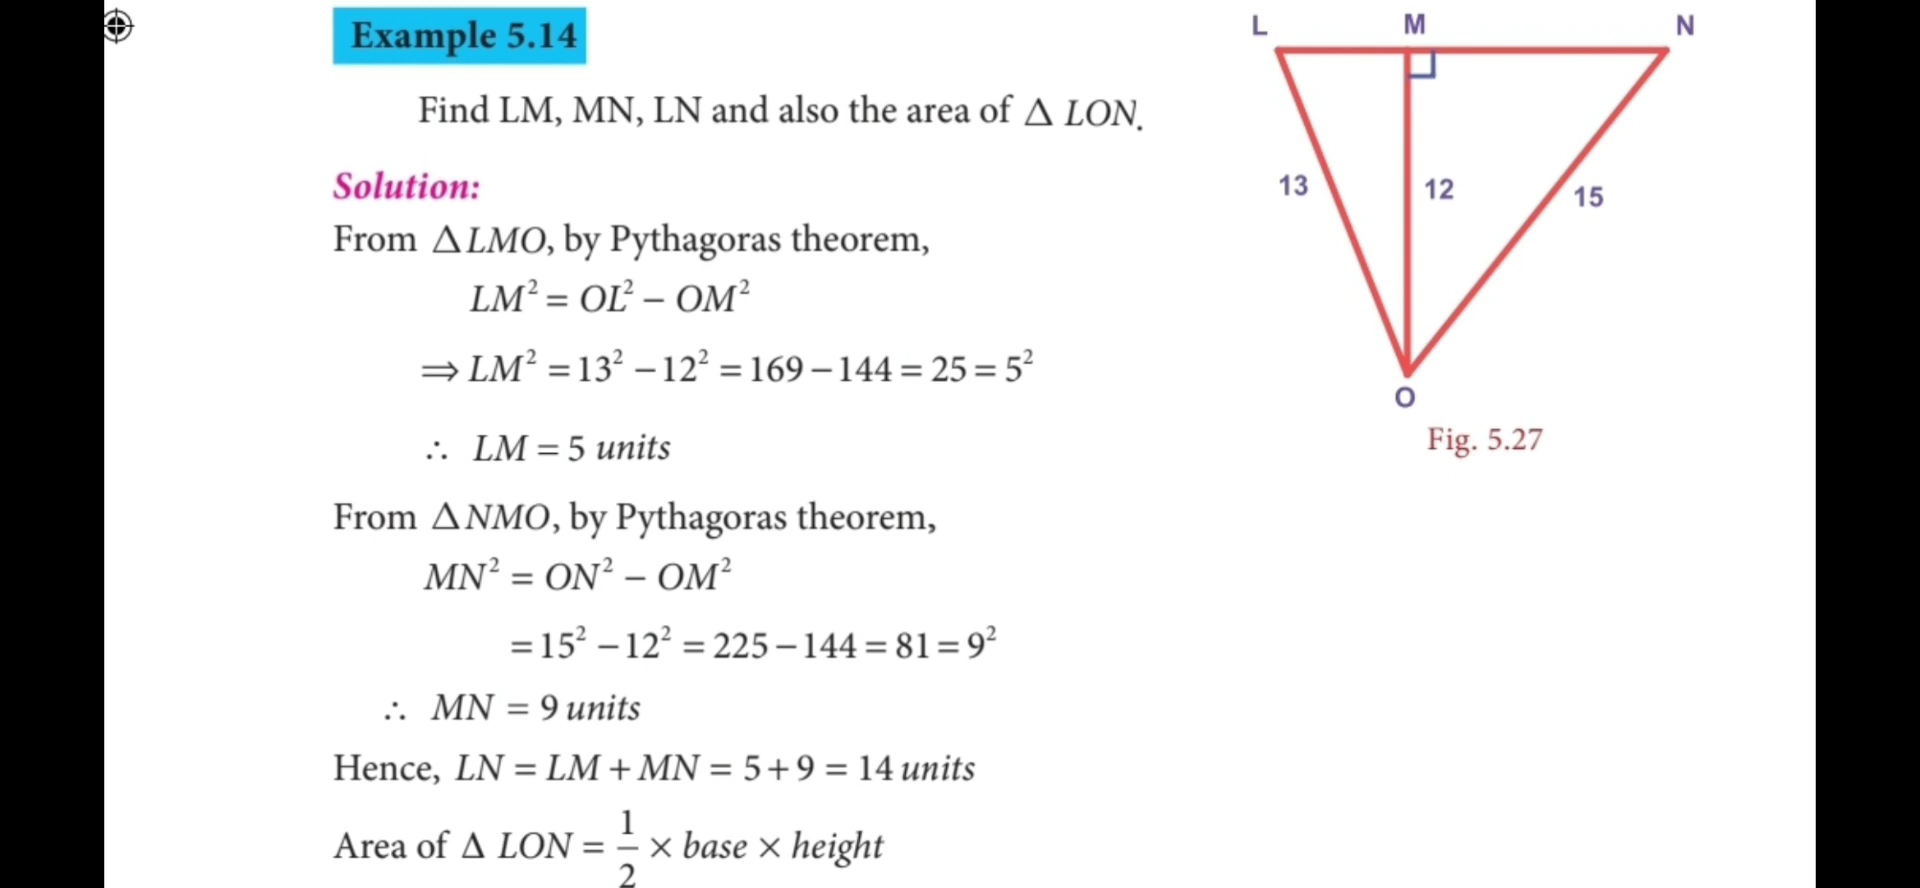 Example 5.14
Find LM, MN, LN and also the area of Δ LON.
Solution:
From Δ LMO, by Pythagoras theorem,
LM² = OL² − OM²
⇒ LM² = 13² − 12² = 169 − 144 = 25 = 5²
∴ LM = 5 units
From Δ NMO, by Pythagoras theorem,
MN² = ON² − OM²
= 15² − 12² = 225 − 144 = 81 = 9²
∴ MN = 9 units
Hence, LN = LM + MN = 5 + 9 = 14 units
Area of Δ LON = 1/2 × base × height
L M N
13 12 15
O
Fig. 5.27